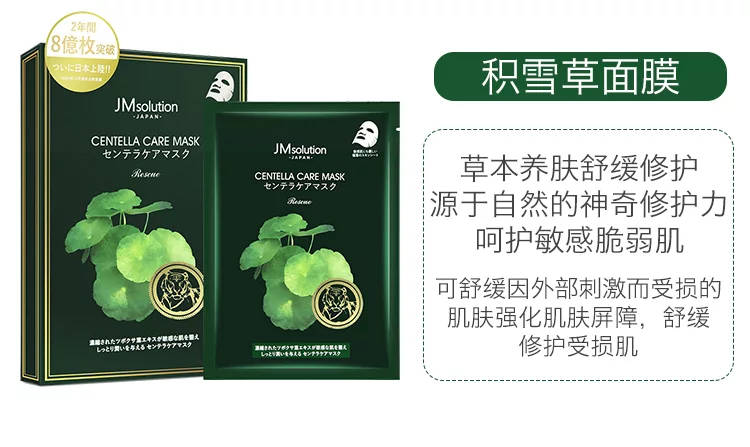 2年間
8億枚突破
ついに日本上陸!!
JMsolution
-JAPAN-
CENTELLA CARE MASK
センテラケアマスク
Rescue
濃縮されたツボクサ葉エキスが敏感な肌を整え
しっとり潤いを与える センテラケアマスク
JMsolution
-JAPAN-
CENTELLA CARE MASK
センテラケアマスク
Rescue
濃縮されたツボクサ葉エキスが敏感な肌を整え
しっとり潤いを与える センテラケアマスク
积雪草面膜
草本养肤舒缓修护
源于自然的神奇修护力
呵护敏感脆弱肌
可舒缓因外部刺激而受损的
肌肤强化肌肤屏障，舒缓
修护受损肌